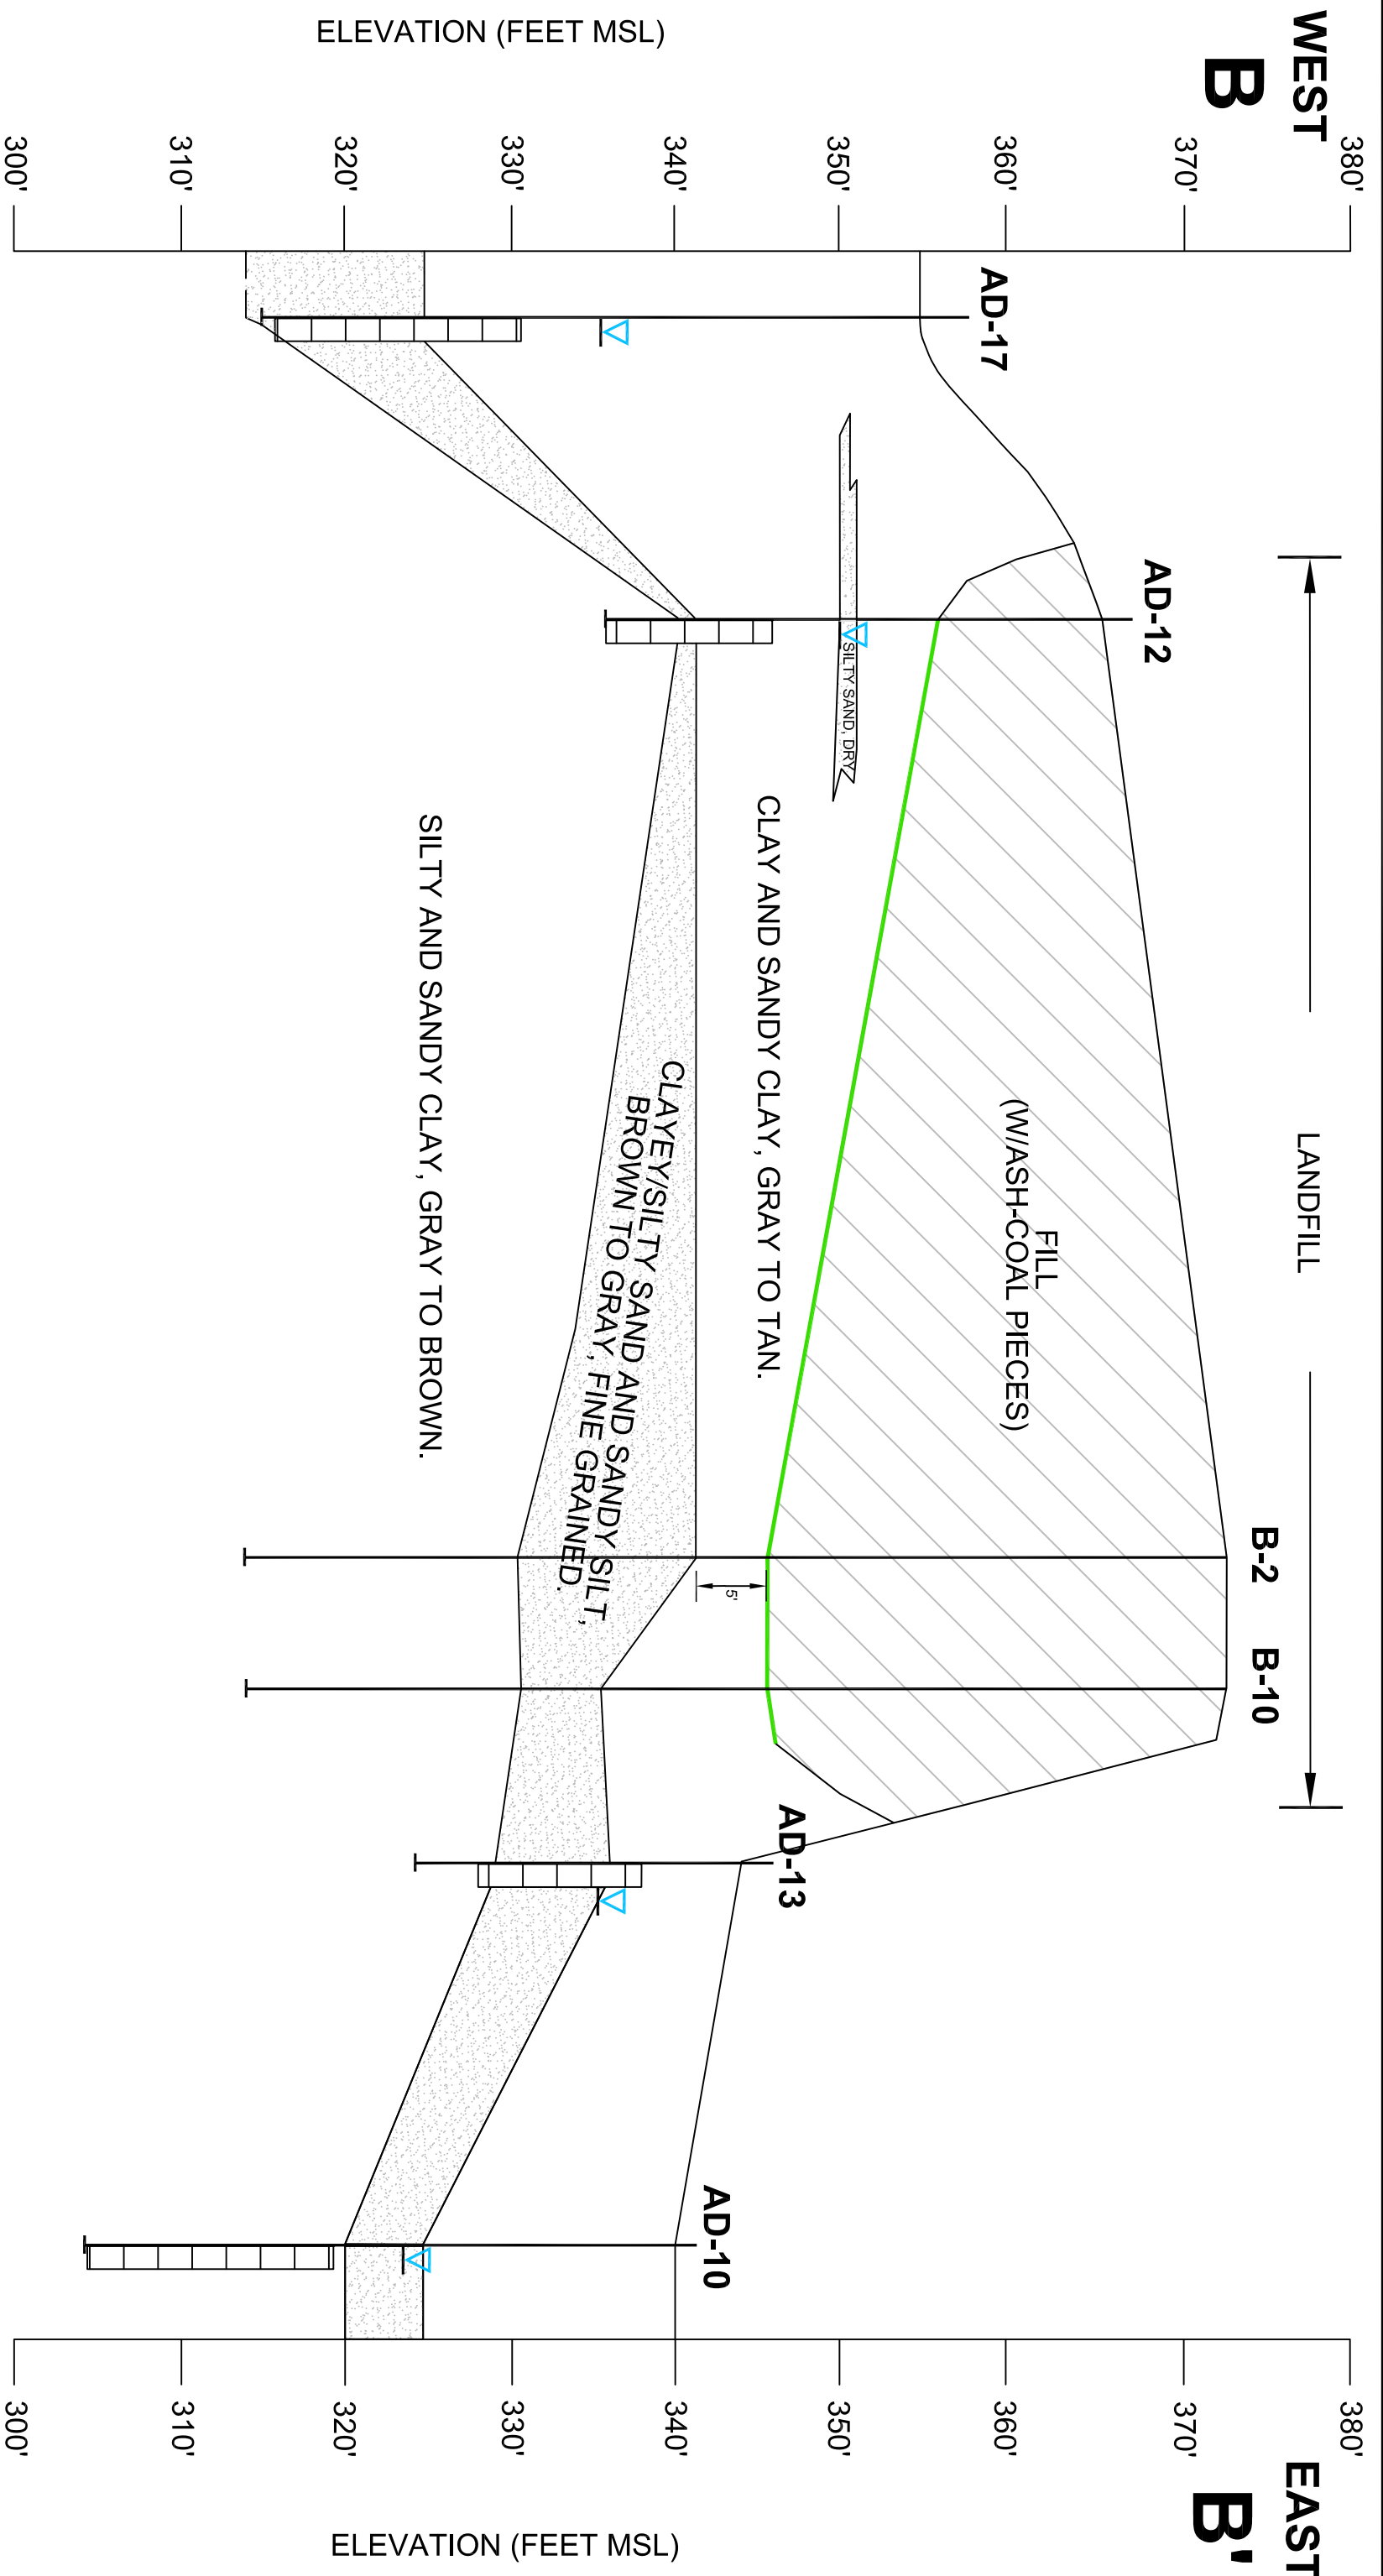 WEST
B
EAST
B'
LANDFILL
AD-17
AD-12
B-2
B-10
AD-13
AD-10
FILL
(W/ASH-COAL PIECES)
SILTY SAND, DRY
CLAY AND SANDY CLAY, GRAY TO TAN.
5'
CLAYEY/SILTY SAND AND SANDY SILT,
BROWN TO GRAY, FINE GRAINED.
SILTY AND SANDY CLAY, GRAY TO BROWN.
ELEVATION (FEET MSL)
380'
370'
360'
350'
340'
330'
320'
310'
300'
ELEVATION (FEET MSL)
380'
370'
360'
350'
340'
330'
320'
310'
300'